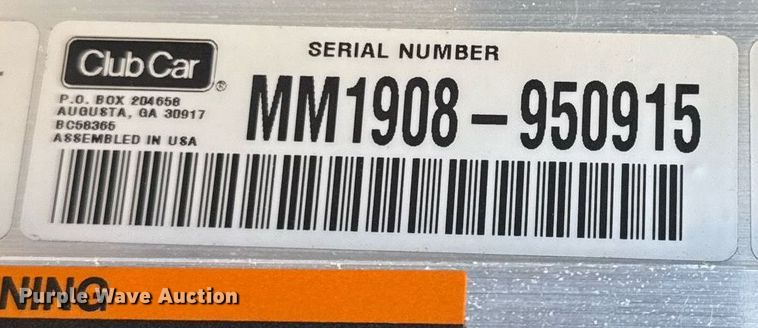 Club Car
®
SERIAL NUMBER
P.O. BOX 204658
AUGUSTA, GA 30917
BC58365
ASSEMBLED IN USA
MM1908-950915
NING
Purple Wave Auction